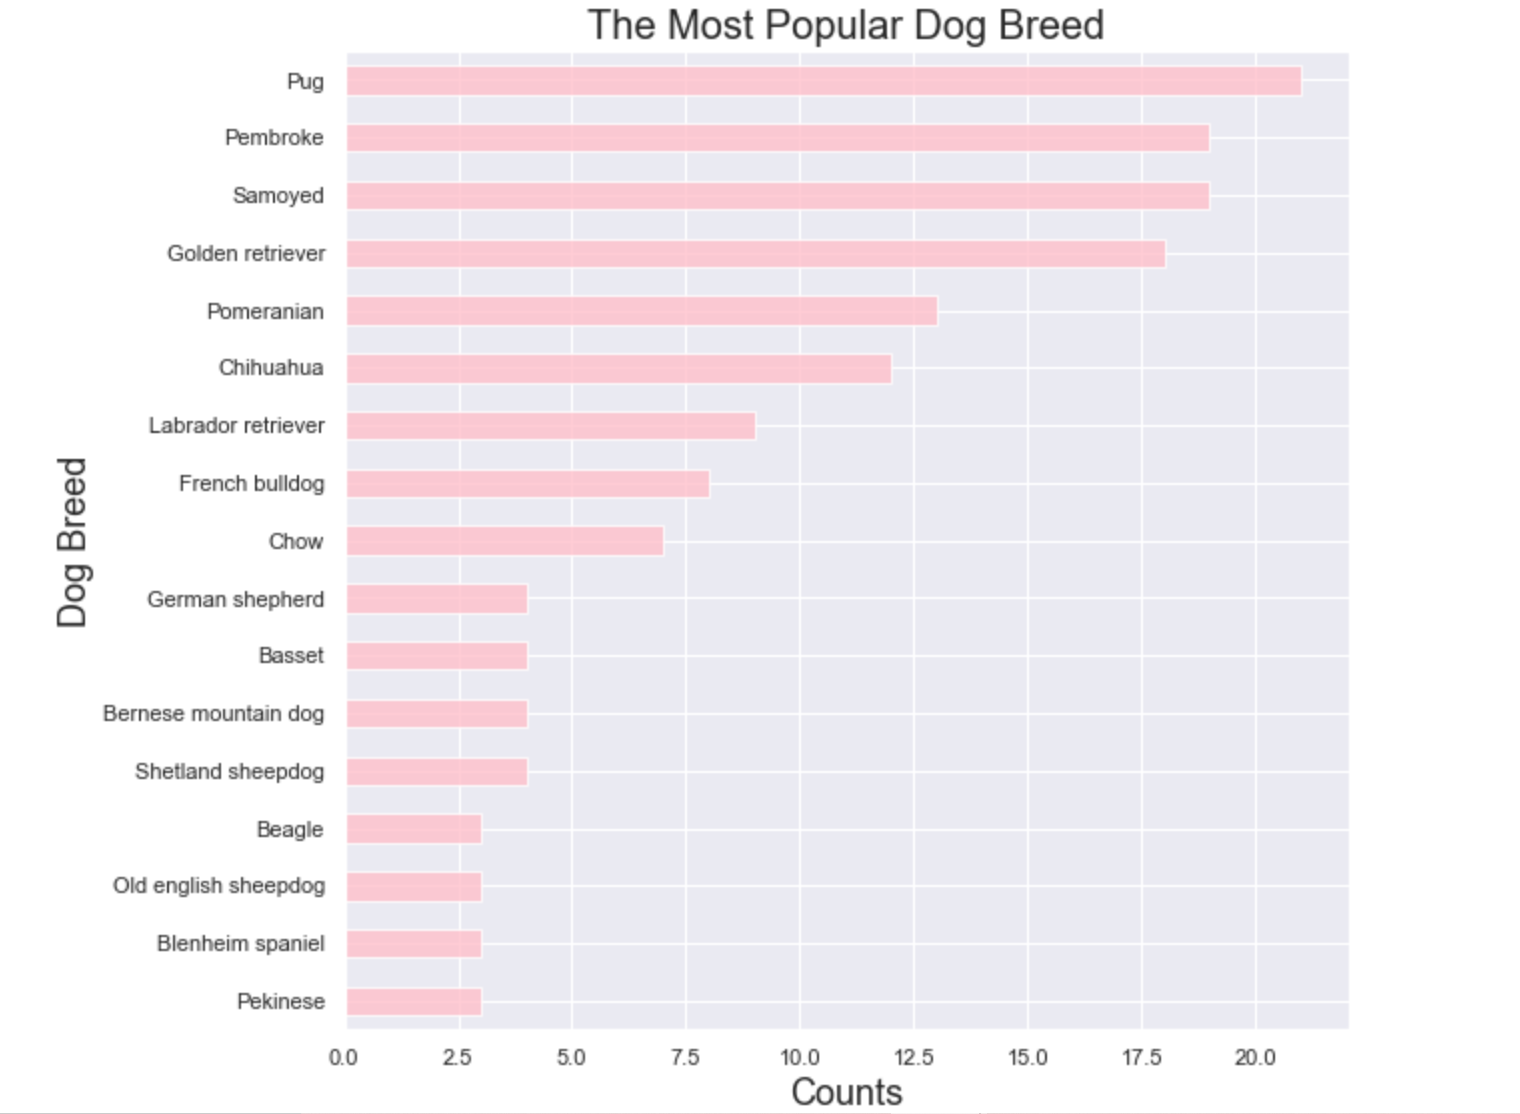 The Most Popular Dog Breed
Pug
Pembroke
Samoyed
Golden retriever
Pomeranian
Chihuahua
Labrador retriever
French bulldog
Chow
German shepherd
Basset
Bernese mountain dog
Shetland sheepdog
Beagle
Old english sheepdog
Blenheim spaniel
Pekinese
Dog Breed
0.0 2.5 5.0 7.5 10.0 12.5 15.0 17.5 20.0
Counts